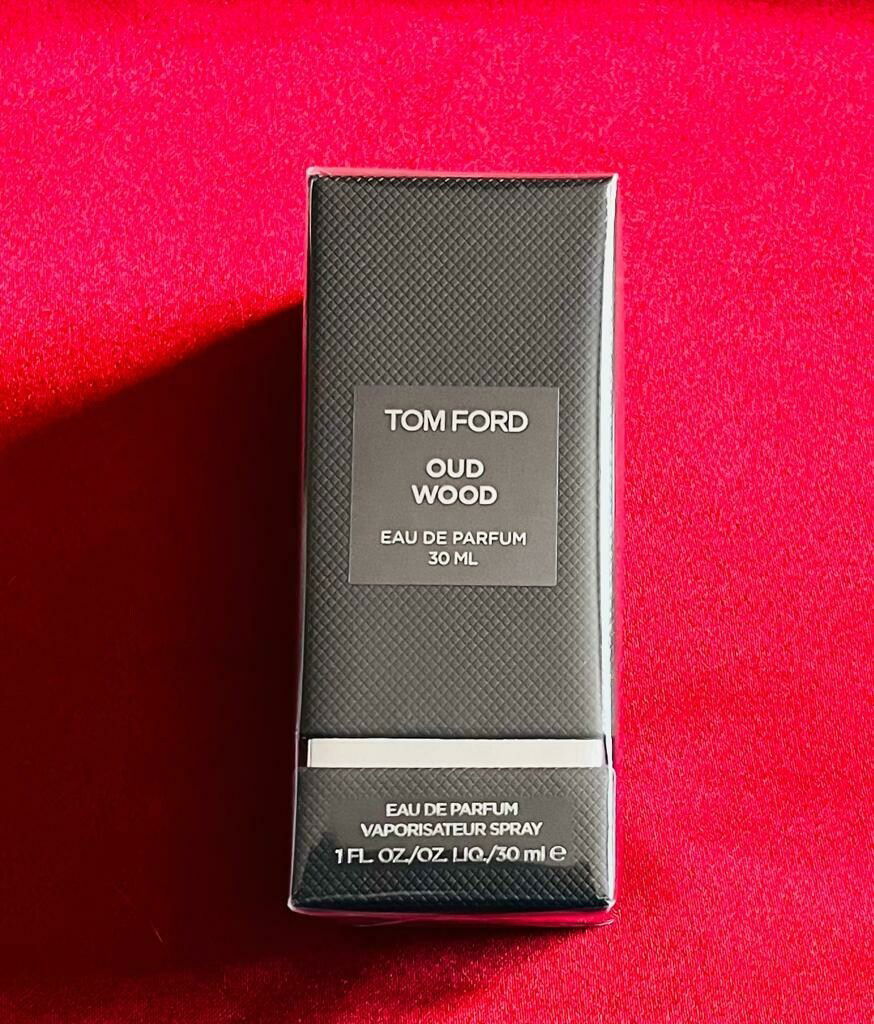 TOM FORD
OUD
WOOD
EAU DE PARFUM
30 ML
EAU DE PARFUM
VAPORISATEUR SPRAY
1 FL. OZ./OZ. LIQ./30 ml ℮